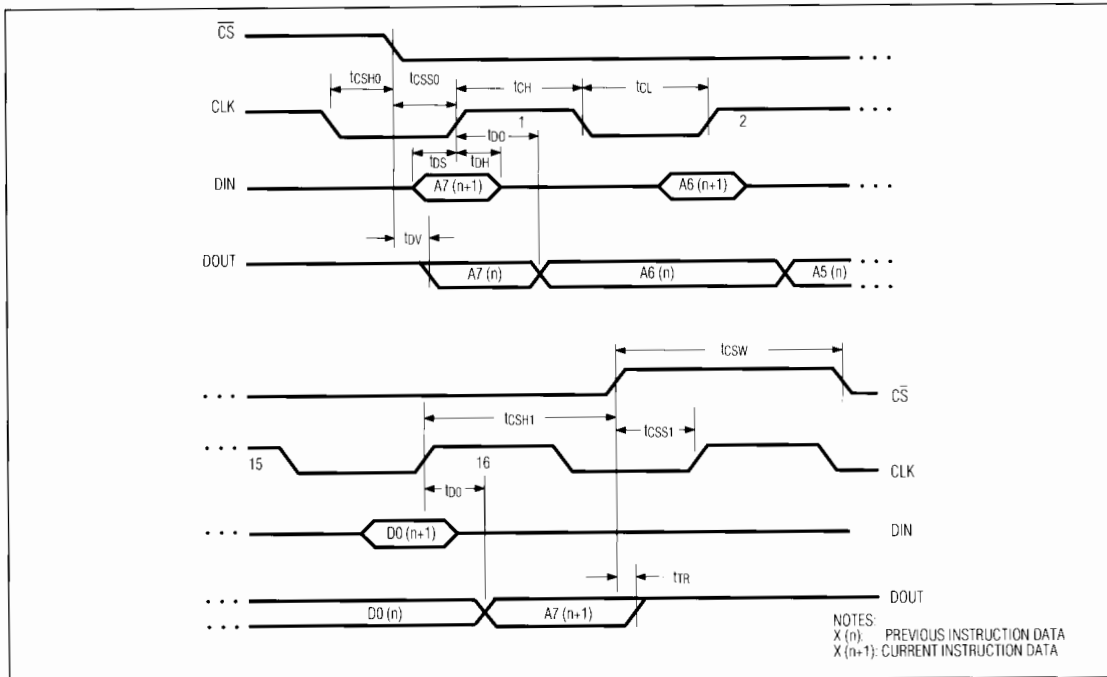 CS
tCSH0 tCSS0 tCH tCL
CLK
1 2
tD0
tDS tDH
DIN A7 (n+1) A6 (n+1)
tDV
DOUT A7 (n) A6 (n) A5 (n)
tCSW
CS
tCSH1 tCSS1
15 16 CLK
tD0
D0 (n+1) DIN
tTR
DOUT
D0 (n) A7 (n+1)
NOTES:
X (n): PREVIOUS INSTRUCTION DATA
X (n+1): CURRENT INSTRUCTION DATA